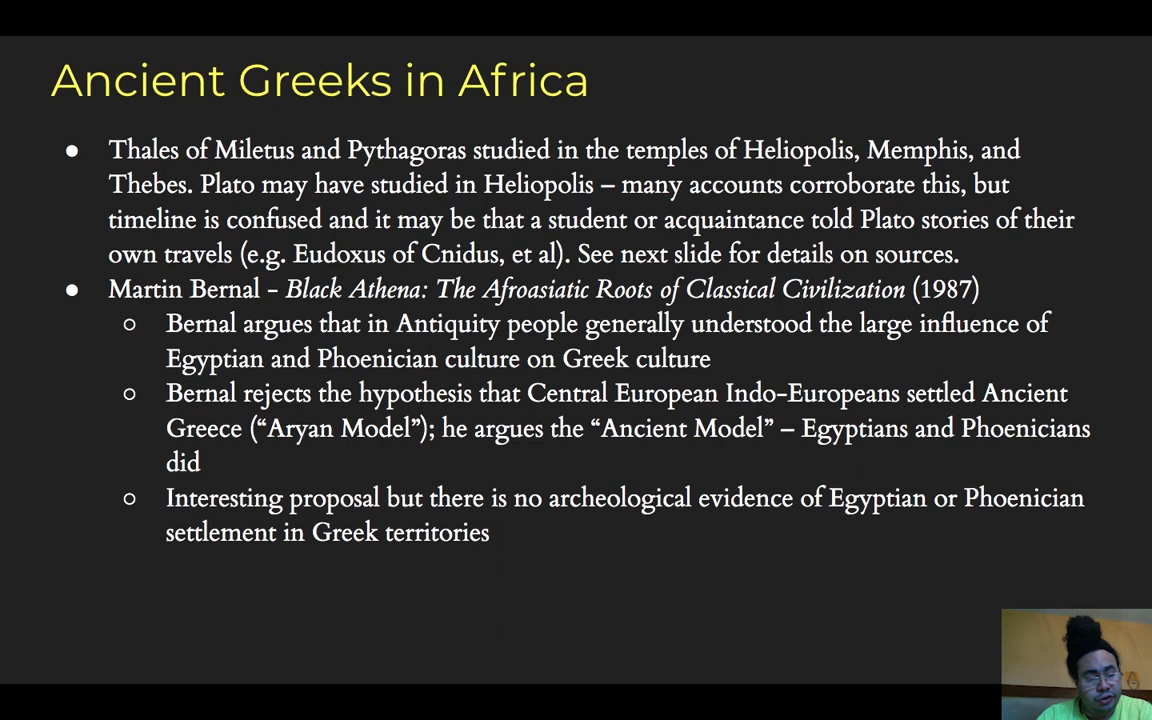 Ancient Greeks in Africa
● Thales of Miletus and Pythagoras studied in the temples of Heliopolis, Memphis, and
Thebes. Plato may have studied in Heliopolis – many accounts corroborate this, but
timeline is confused and it may be that a student or acquaintance told Plato stories of their
own travels (e.g. Eudoxus of Cnidus, et al). See next slide for details on sources.
● Martin Bernal - Black Athena: The Afroasiatic Roots of Classical Civilization (1987)
○ Bernal argues that in Antiquity people generally understood the large influence of
Egyptian and Phoenician culture on Greek culture
○ Bernal rejects the hypothesis that Central European Indo-Europeans settled Ancient
Greece (“Aryan Model”); he argues the “Ancient Model” – Egyptians and Phoenicians
did
○ Interesting proposal but there is no archeological evidence of Egyptian or Phoenician
settlement in Greek territories